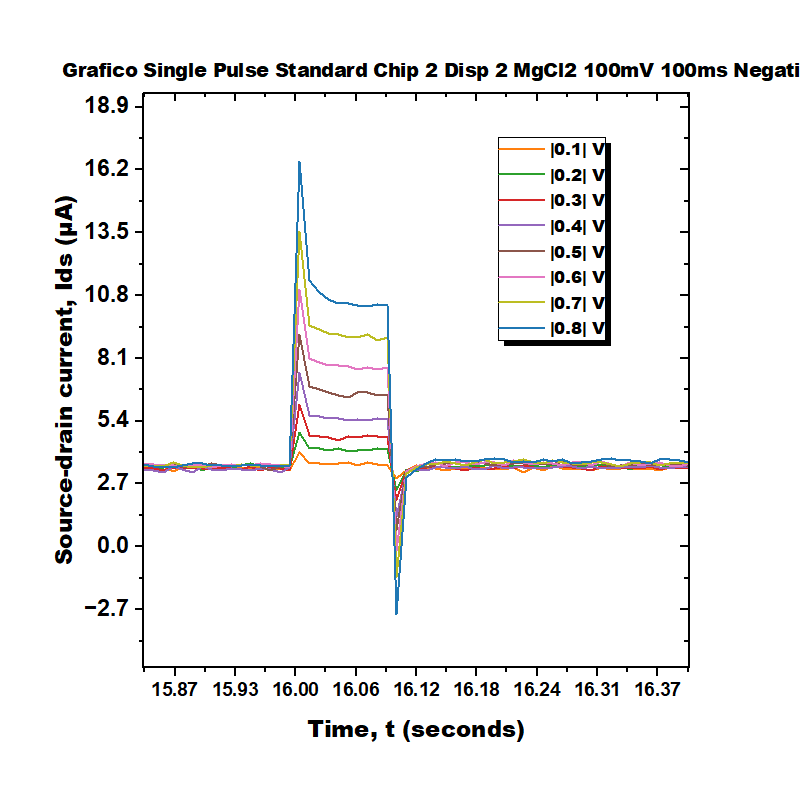 Grafico Single Pulse Standard Chip 2 Disp 2 MgCl2 100mV 100ms Negati
18.9
16.2
13.5
10.8
8.1
5.4
2.7
0.0
−2.7
Source-drain current, Ids (μA)
|0.1| V
|0.2| V
|0.3| V
|0.4| V
|0.5| V
|0.6| V
|0.7| V
|0.8| V
15.87 15.93 16.00 16.06 16.12 16.18 16.24 16.31 16.37
Time, t (seconds)